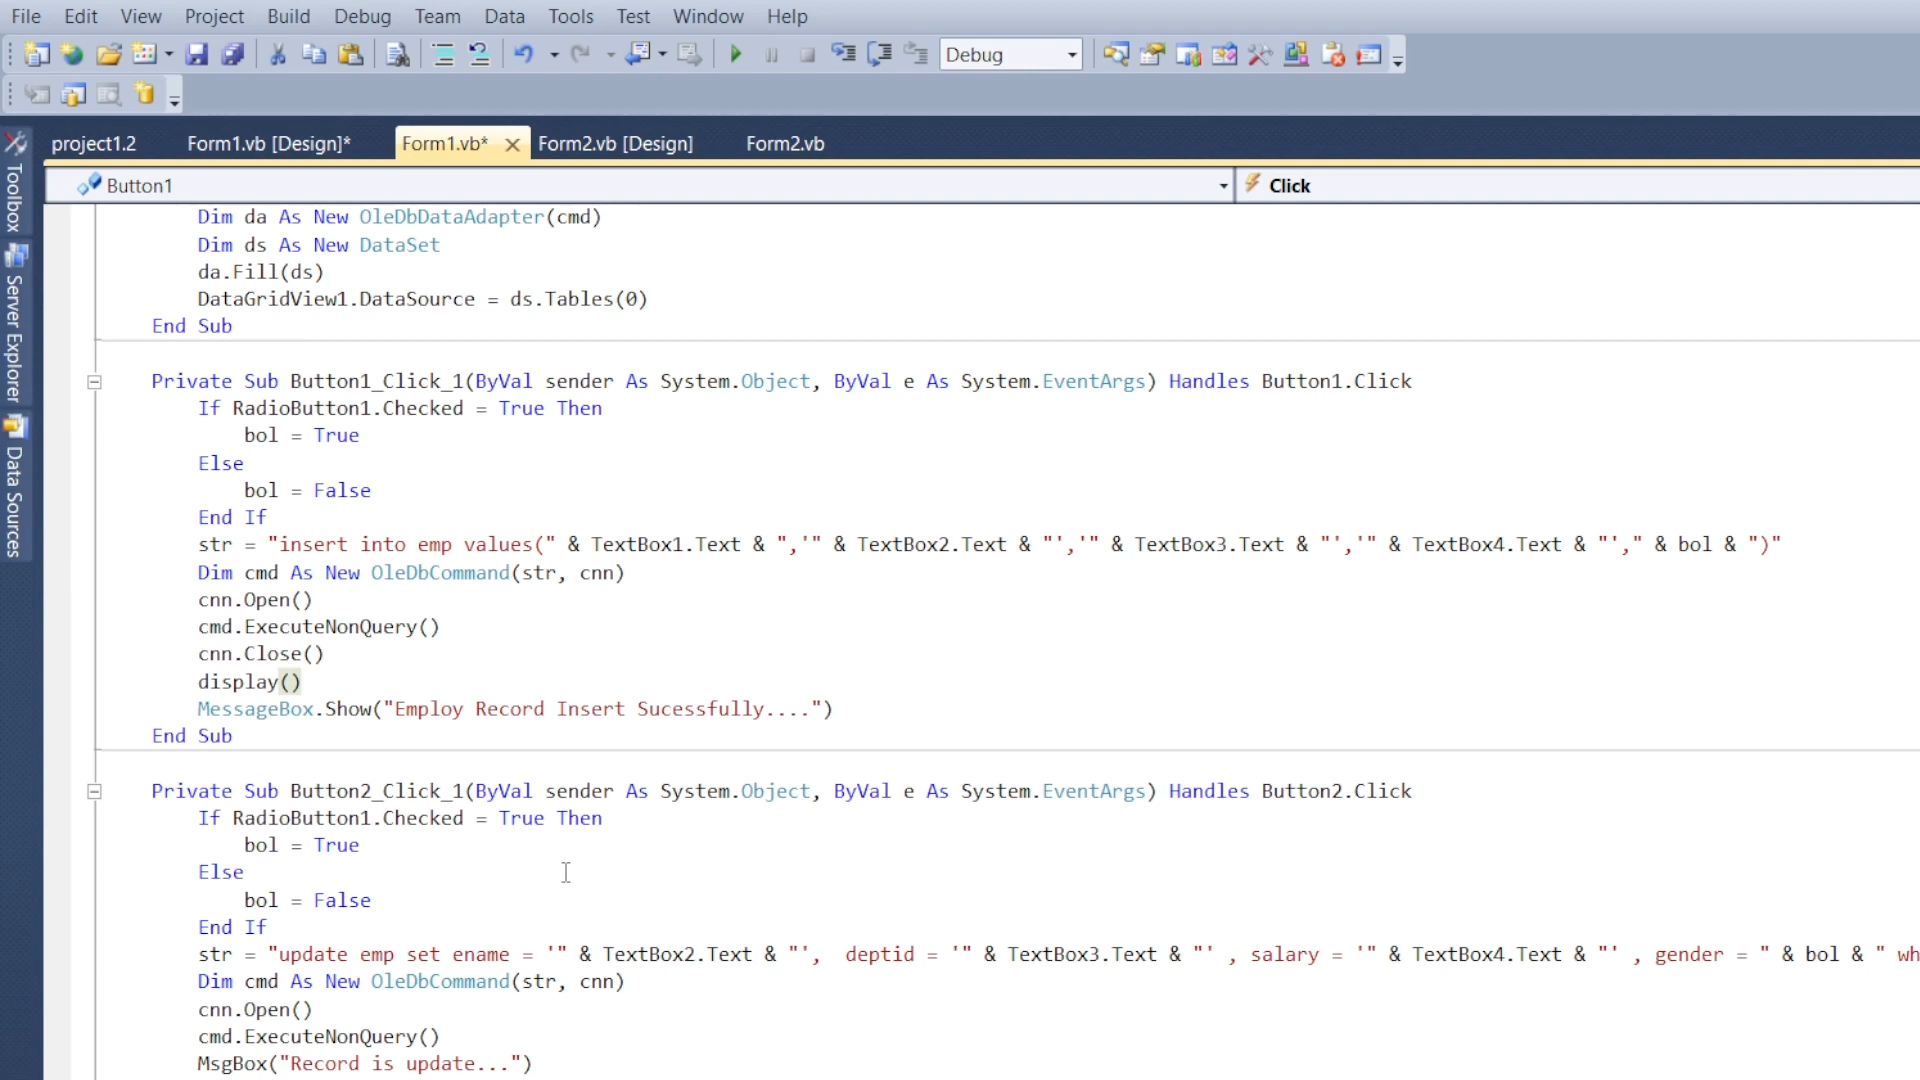 File Edit View Project Build Debug Team Data Tools Test Window Help
Debug
project1.2 Form1.vb [Design]* Form1.vb* Form2.vb [Design] Form2.vb
Button1 Click
Toolbox
Server Explorer
Data Sources
Dim da As New OleDbDataAdapter(cmd)
Dim ds As New DataSet
da.Fill(ds)
DataGridView1.DataSource = ds.Tables(0)
End Sub
Private Sub Button1_Click_1(ByVal sender As System.Object, ByVal e As System.EventArgs) Handles Button1.Click
If RadioButton1.Checked = True Then
bol = True
Else
bol = False
End If
str = "insert into emp values(" & TextBox1.Text & ",'" & TextBox2.Text & "','" & TextBox3.Text & "','" & TextBox4.Text & "'," & bol & ")"
Dim cmd As New OleDbCommand(str, cnn)
cnn.Open()
cmd.ExecuteNonQuery()
cnn.Close()
display()
MessageBox.Show("Employ Record Insert Sucessfully....")
End Sub
Private Sub Button2_Click_1(ByVal sender As System.Object, ByVal e As System.EventArgs) Handles Button2.Click
If RadioButton1.Checked = True Then
bol = True
Else
bol = False
End If
str = "update emp set ename = '" & TextBox2.Text & "',  deptid = '" & TextBox3.Text & "' , salary = '" & TextBox4.Text & "' , gender = " & bol & " wh
Dim cmd As New OleDbCommand(str, cnn)
cnn.Open()
cmd.ExecuteNonQuery()
MsgBox("Record is update...")